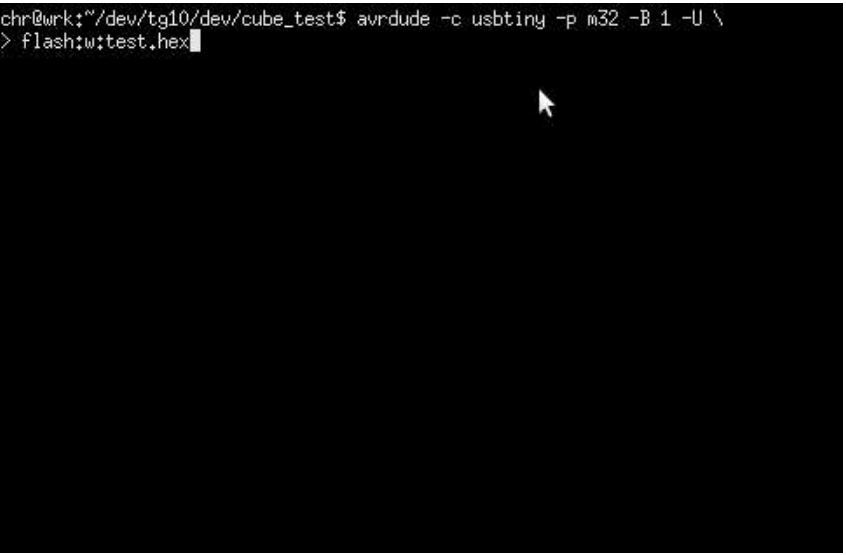 chr@wrk:~/dev/tg10/dev/cube_test$ avrdude -c usbtiny -p m32 -B 1 -U \
> flash:w:test.hex